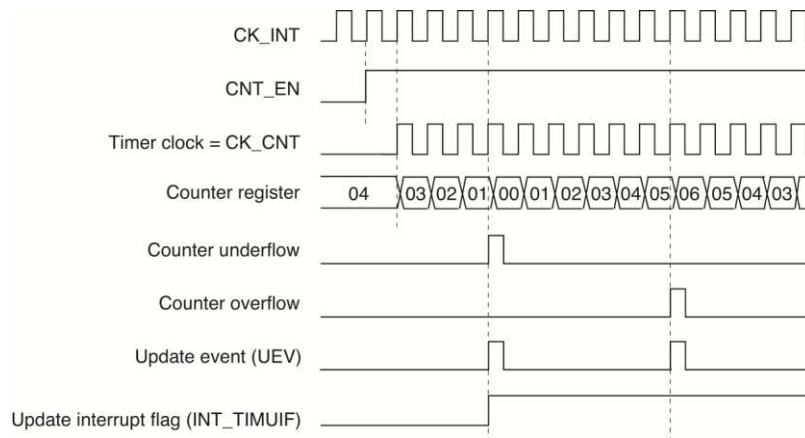 CK_INT
CNT_EN
Timer clock = CK_CNT
Counter register 04 03 02 01 00 01 02 03 04 05 06 05 04 03
Counter underflow
Counter overflow
Update event (UEV)
Update interrupt flag (INT_TIMUIF)